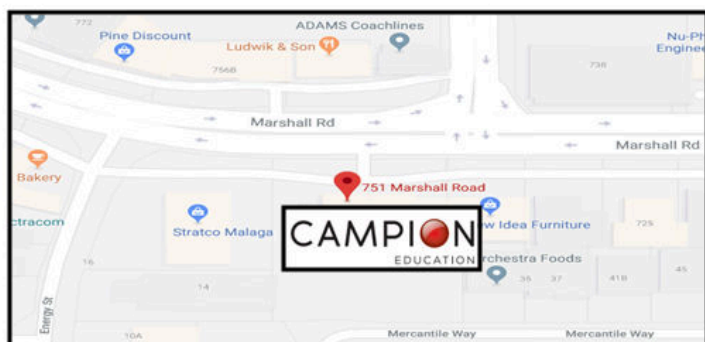 772
ADAMS Coachlines
Pine Discount
Ludwik & Son
Nu-Ph
Enginee
756B
738
Marshall Rd
Marshall Rd
Bakery
751 Marshall Road
ctracom
Stratco Malaga
CAMPION
EDUCATION
ew Idea Furniture
725
rchestra Foods
16
14
36
37
41B
45
Energy St
10A
Mercantile Way
Mercantile Way